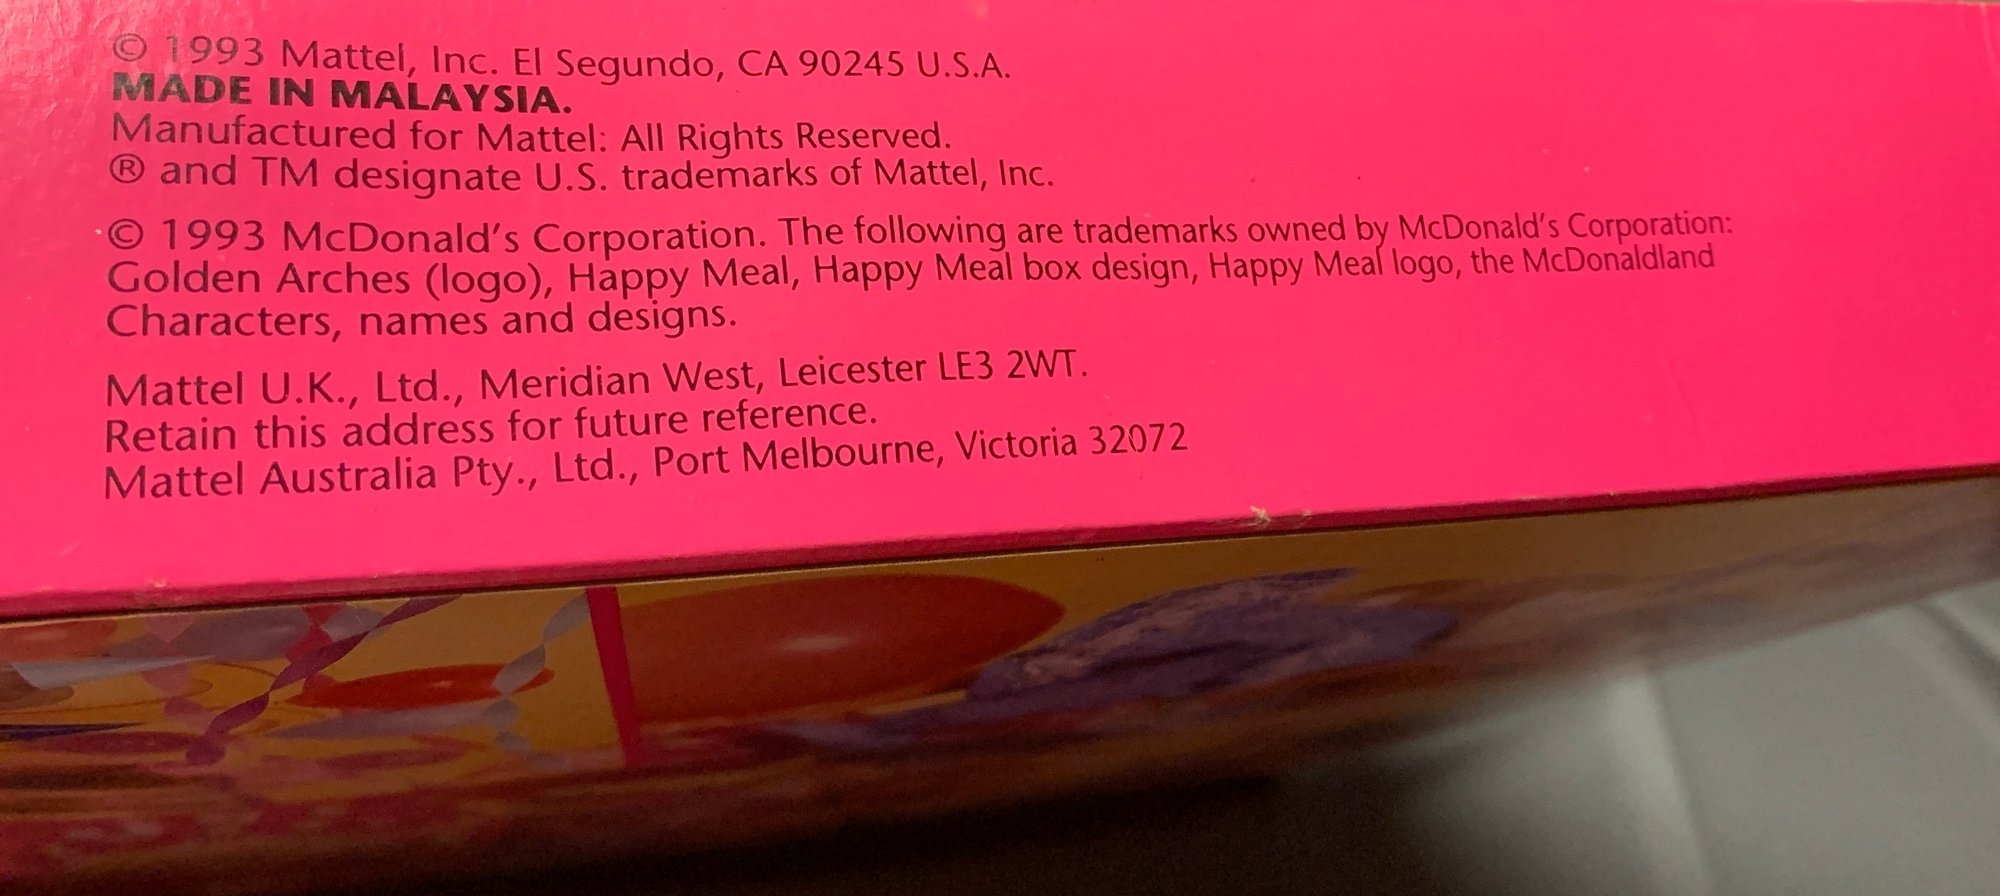 © 1993 Mattel, Inc. El Segundo, CA 90245 U.S.A.
MADE IN MALAYSIA.
Manufactured for Mattel: All Rights Reserved.
® and TM designate U.S. trademarks of Mattel, Inc.
© 1993 McDonald's Corporation. The following are trademarks owned by McDonald's Corporation:
Golden Arches (logo), Happy Meal, Happy Meal box design, Happy Meal logo, the McDonaldland
Characters, names and designs.
Mattel U.K., Ltd., Meridian West, Leicester LE3 2WT.
Retain this address for future reference.
Mattel Australia Pty., Ltd., Port Melbourne, Victoria 32072